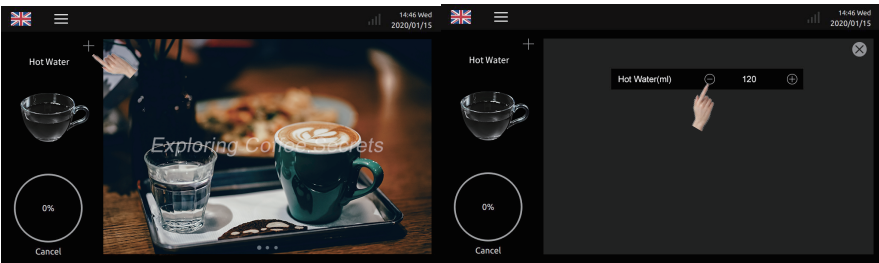 14:46 Wed
2020/01/15
Hot Water
Exploring Coffee Secrets
0%
Cancel
14:46 Wed
2020/01/15
Hot Water
Hot Water(ml)
120
0%
Cancel